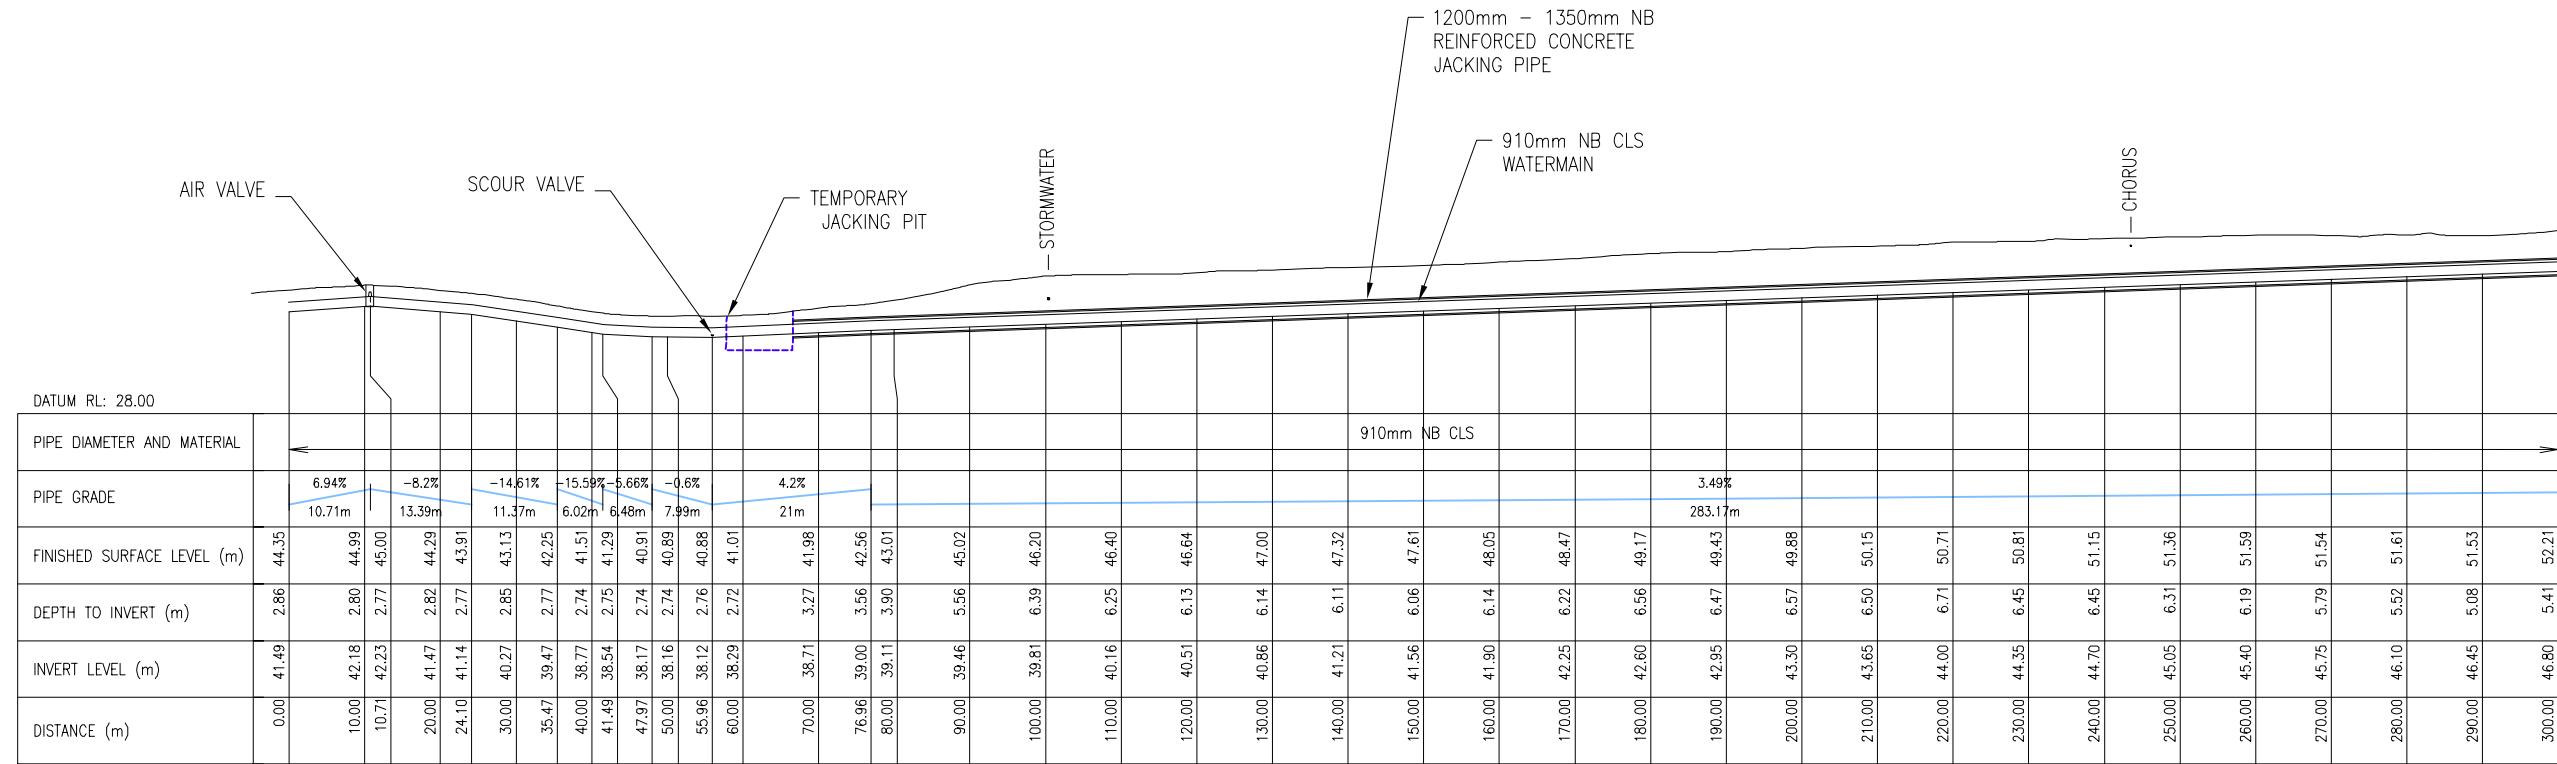 1200mm - 1350mm NB
REINFORCED CONCRETE
JACKING PIPE
910mm NB CLS
WATERMAIN
AIR VALVE
SCOUR VALVE
TEMPORARY
JACKING PIT
STORMWATER
CHORUS
DATUM RL: 28.00
PIPE DIAMETER AND MATERIAL
910mm NB CLS
PIPE GRADE
6.94% -8.2% -14.61% -15.59% -5.66% -0.6% 4.2% 3.49%
10.71m 13.39m 11.37m 6.02m 6.48m 7.99m 21m 283.17m
FINISHED SURFACE LEVEL (m) 44.35 44.99 45.00 44.29 43.91 43.13 42.25 41.51 41.29 40.91 40.89 40.88 41.01 41.98 42.56 43.01 45.02 46.20 46.40 46.64 47.00 47.32 47.61 48.05 48.47 49.17 49.43 49.88 50.15 50.71 50.81 51.15 51.36 51.59 51.54 51.61 51.53 52.21
DEPTH TO INVERT (m) 2.86 2.80 2.77 2.82 2.77 2.85 2.77 2.74 2.75 2.74 2.74 2.76 2.72 3.27 3.56 3.90 5.56 6.39 6.25 6.13 6.14 6.11 6.06 6.14 6.22 6.56 6.47 6.57 6.50 6.71 6.45 6.45 6.31 6.19 5.79 5.52 5.08 5.41
INVERT LEVEL (m) 41.49 42.18 42.23 41.47 41.14 40.27 39.47 38.77 38.54 38.17 38.16 38.12 38.29 38.71 39.00 39.11 39.46 39.81 40.16 40.51 40.86 41.21 41.56 41.90 42.25 42.60 42.95 43.30 43.65 44.00 44.35 44.70 45.05 45.40 45.75 46.10 46.45 46.80
DISTANCE (m) 0.00 10.00 10.71 20.00 24.10 30.00 35.47 40.00 41.49 47.97 50.00 55.96 60.00 70.00 76.96 80.00 90.00 100.00 110.00 120.00 130.00 140.00 150.00 160.00 170.00 180.00 190.00 200.00 210.00 220.00 230.00 240.00 250.00 260.00 270.00 280.00 290.00 300.00